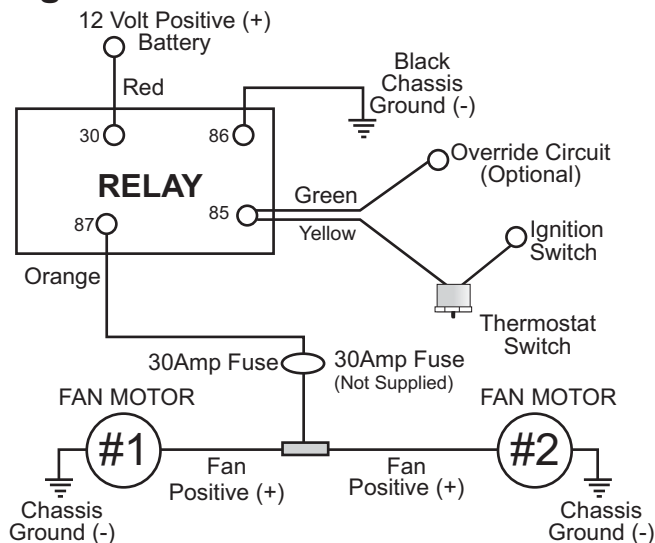 12 Volt Positive (+)
Battery
Red
Black
Chassis
Ground (-)
30
86
RELAY
87
85
Green
Yellow
Override Circuit
(Optional)
Ignition
Switch
Orange
Thermostat
Switch
30Amp Fuse
30Amp Fuse
(Not Supplied)
FAN MOTOR
#1
FAN MOTOR
#2
Fan
Positive (+)
Fan
Positive (+)
Chassis
Ground (-)
Chassis
Ground (-)